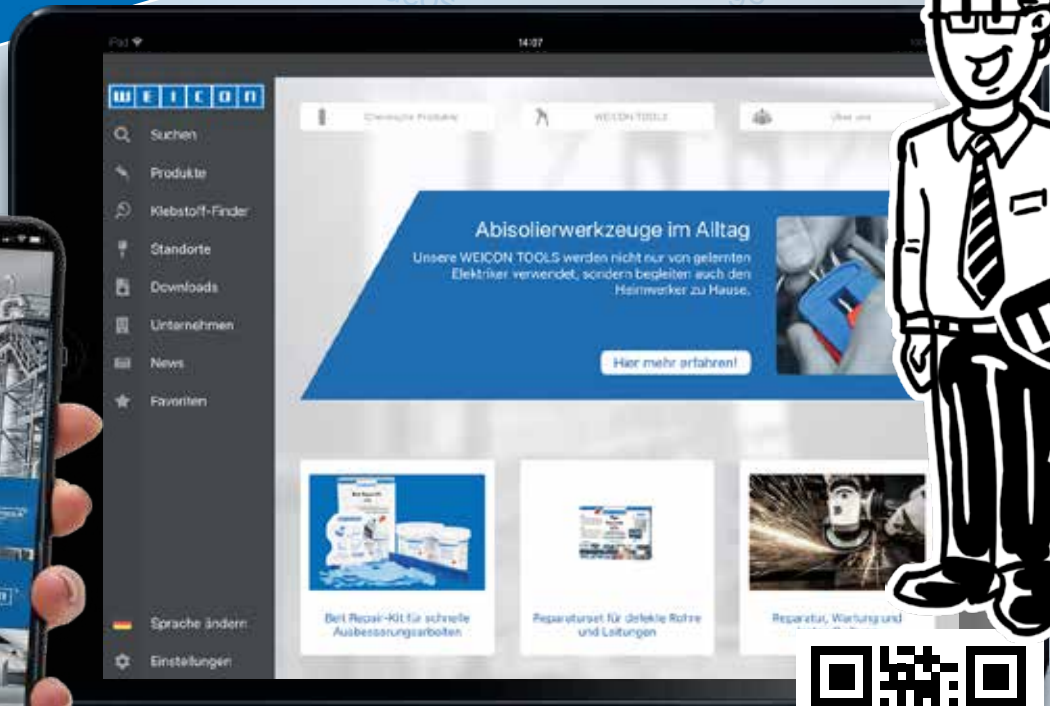 iPad
14:07
WEICON
Suchen
Produkte
Klebstoff-Finder
Standorte
Downloads
Unternehmen
News
Favoriten
Sprache ändern
Einstellungen
Chemische Produkte
WEICON TOOLS
Über uns
Abisolierwerkzeuge im Alltag
Unsere WEICON TOOLS werden nicht nur von gelernten
Elektriker verwendet, sondern begleiten auch den
Heimwerker zu Hause.
Hier mehr erfahren!
Belt Repair-Kit für schnelle
Ausbesserungsarbeiten
Reparaturset für defekte Rohre
und Leitungen
Reparatur, Wartung und